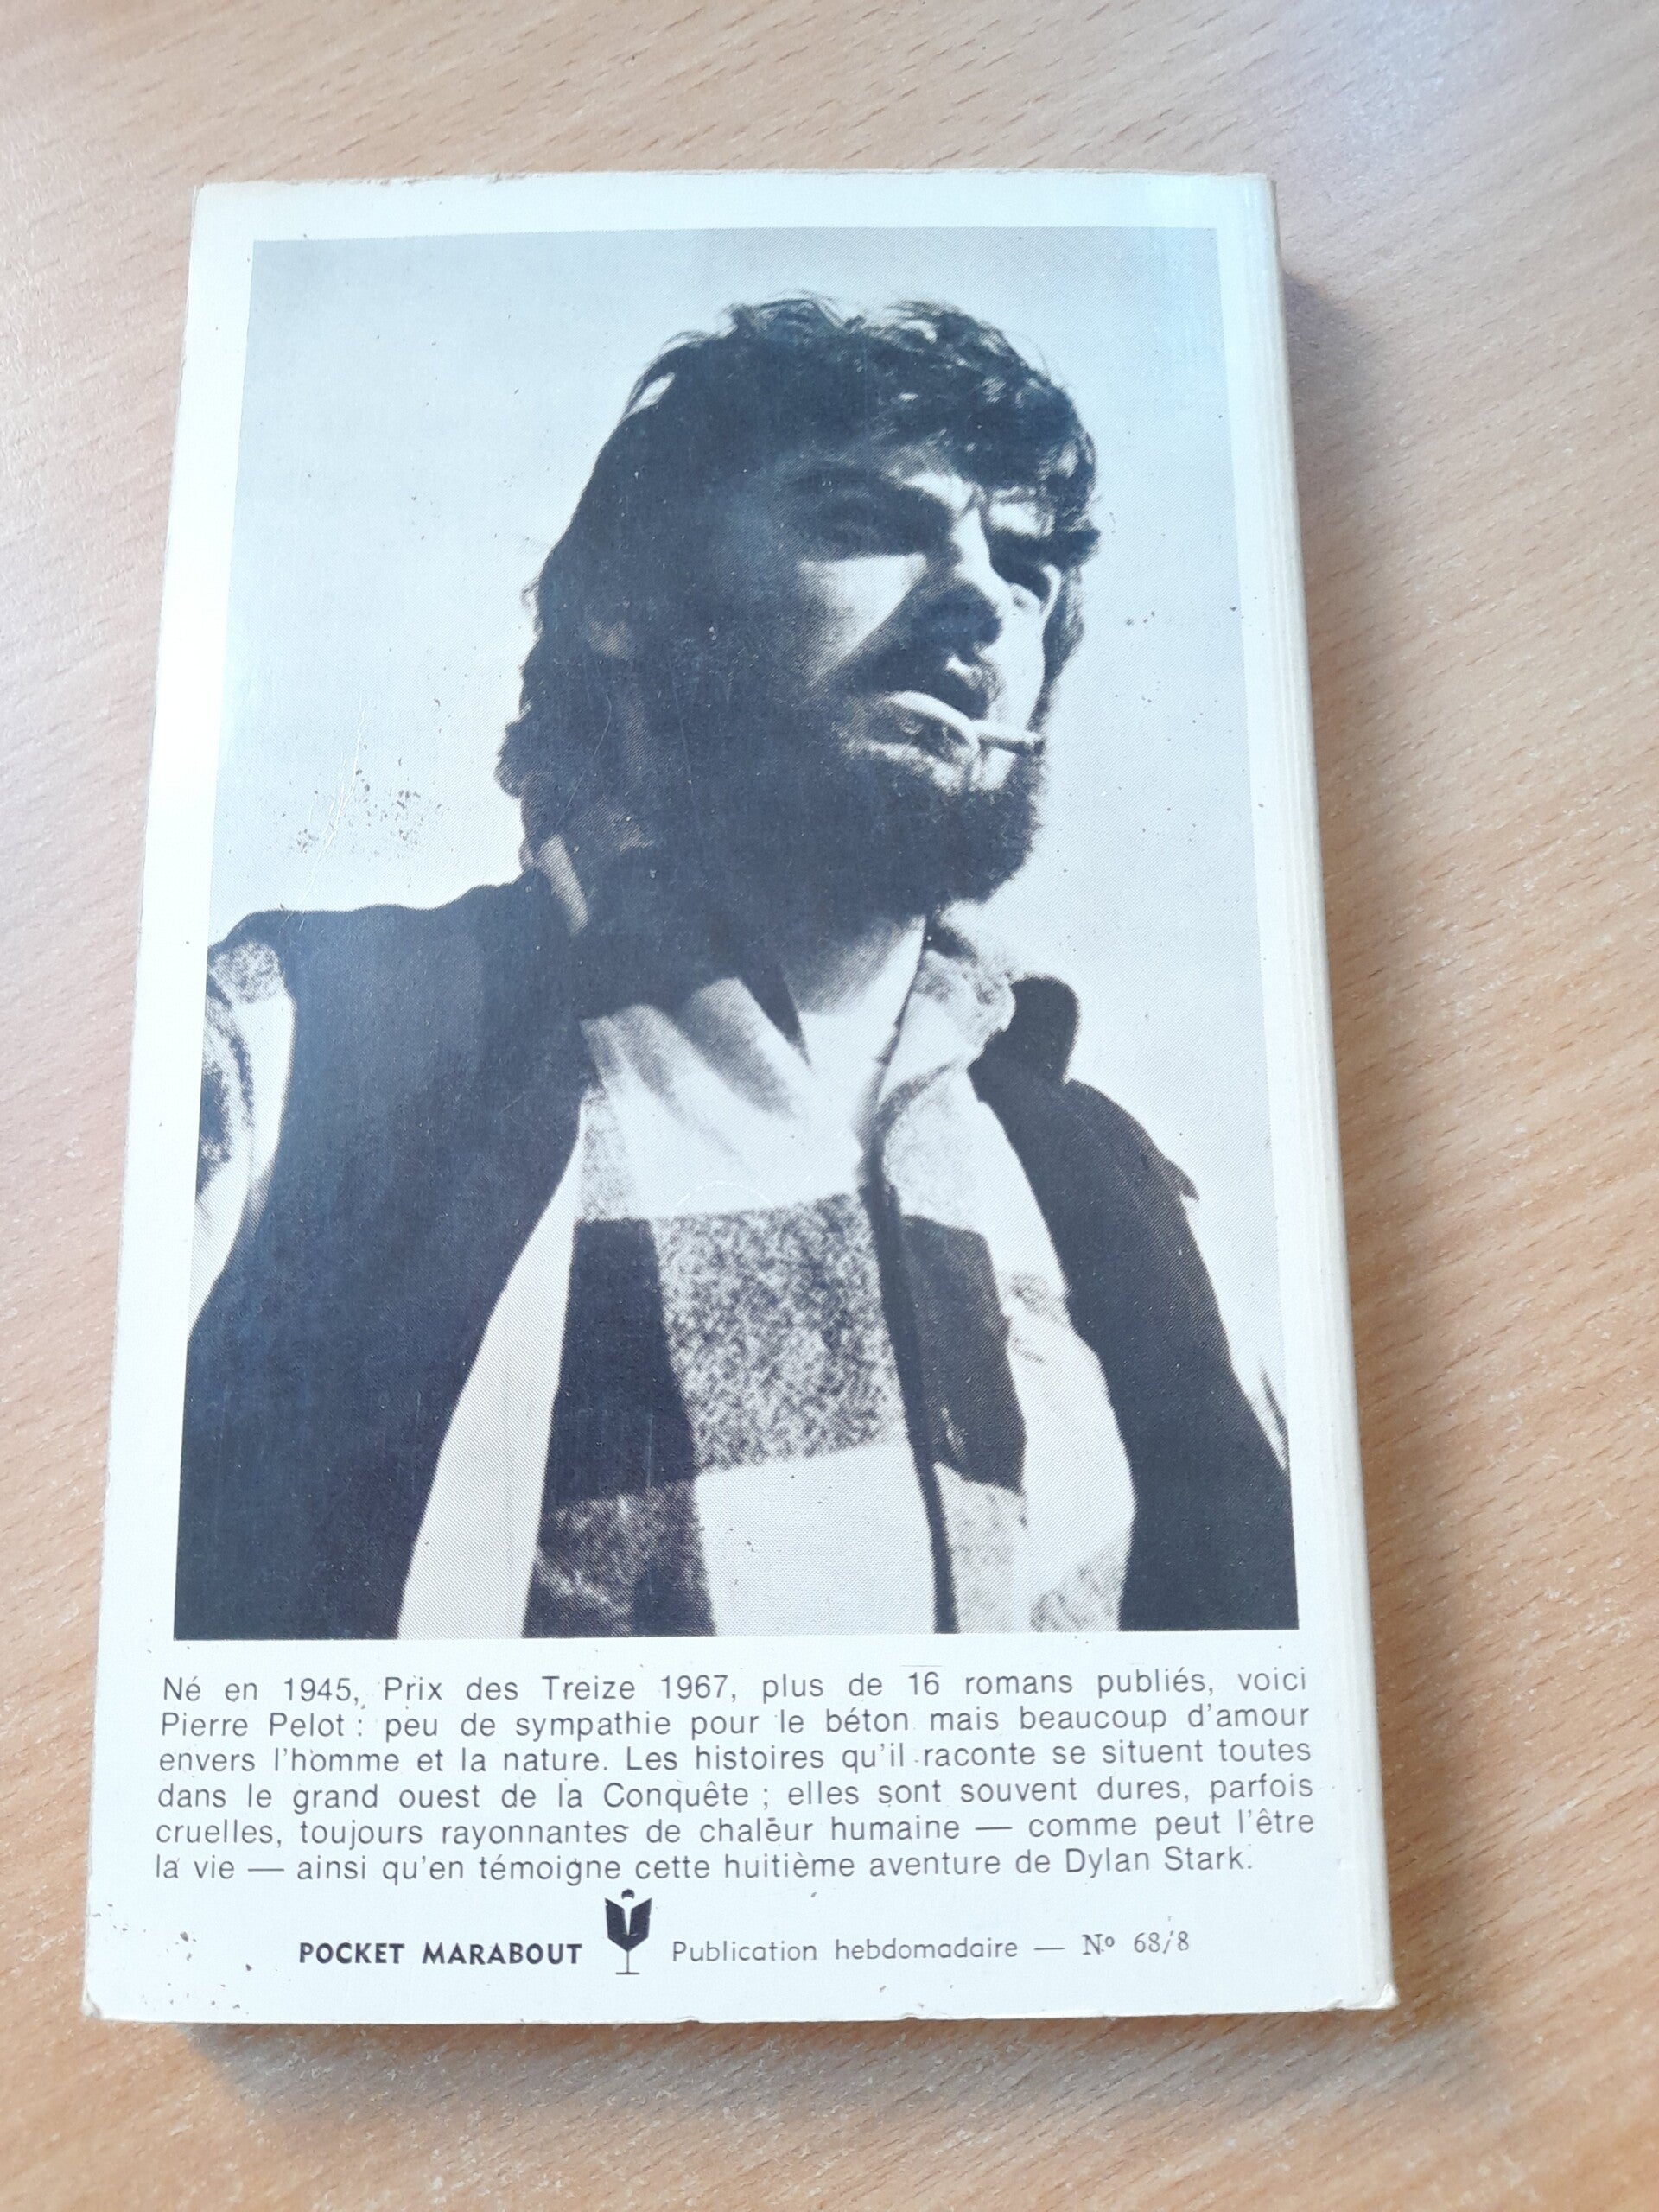 Né en 1945, Prix des Treize 1967, plus de 16 romans publiés, voici
Pierre Pelot : peu de sympathie pour le béton mais beaucoup d'amour
envers l'homme et la nature. Les histoires qu'il raconte se situent toutes
dans le grand ouest de la Conquête ; elles sont souvent dures, parfois
cruelles, toujours rayonnantes de chaleur humaine — comme peut l'être
la vie — ainsi qu'en témoigne cette huitième aventure de Dylan Stark.
POCKET MARABOUT Publication hebdomadaire — Nº 68/8